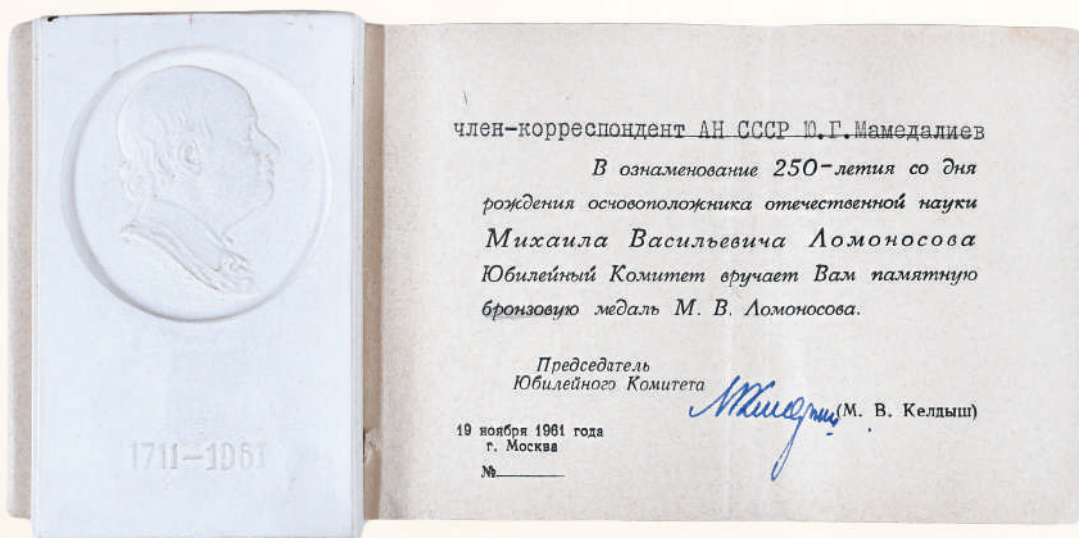 1711–1961
член-корреспондент АН СССР Ю.Г.Мамедалиев
В ознаменование 250-летия со дня
рождения основоположника отечественной науки
Михаила Васильевича Ломоносова
Юбилейный Комитет вручает Вам памятную
бронзовую медаль М. В. Ломоносова.
Председатель
Юбилейного Комитета
(М. В. Келдыш)
19 ноября 1961 года
г. Москва
№